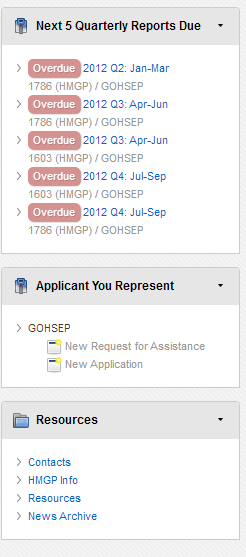 Next 5 Quarterly Reports Due
Overdue 2012 Q2: Jan-Mar
1786 (HMGP) / GOHSEP
Overdue 2012 Q3: Apr-Jun
1786 (HMGP) / GOHSEP
Overdue 2012 Q3: Apr-Jun
1603 (HMGP) / GOHSEP
Overdue 2012 Q4: Jul-Sep
1603 (HMGP) / GOHSEP
Overdue 2012 Q4: Jul-Sep
1786 (HMGP) / GOHSEP
Applicant You Represent
GOHSEP
New Request for Assistance
New Application
Resources
Contacts
HMGP Info
Resources
News Archive